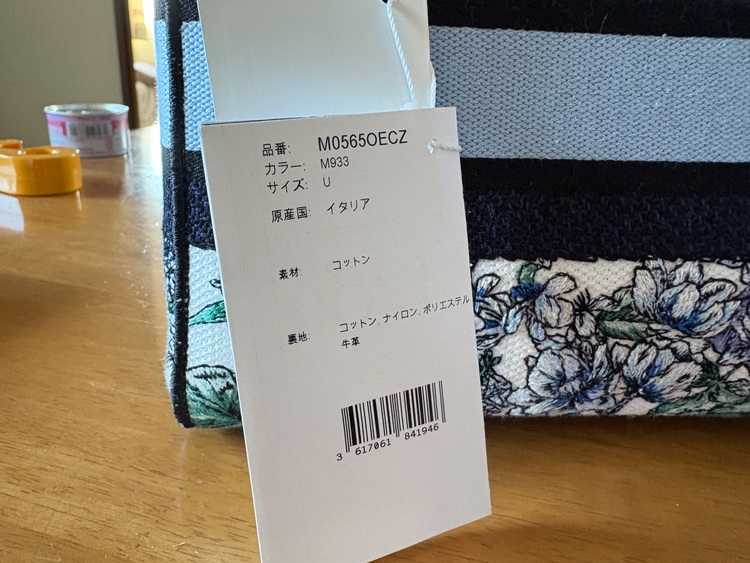 品番: M0565OECZ
カラー: M933
サイズ: U
原産国: イタリア
素材: コットン
裏地: コットン, ナイロン, ポリエステル
牛革
3 617061 841946